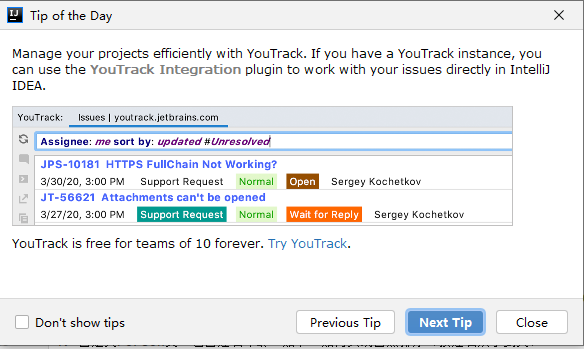 Tip of the Day
Manage your projects efficiently with YouTrack. If you have a YouTrack instance, you
can use the YouTrack Integration plugin to work with your issues directly in IntelliJ
IDEA.
YouTrack: Issues | youtrack.jetbrains.com
Assignee: me sort by: updated #Unresolved
JPS-10181 HTTPS FullChain Not Working?
3/30/20, 3:00 PM Support Request Normal Open Sergey Kochetkov
JT-56621 Attachments can't be opened
3/27/20, 3:00 PM Support Request Normal Wait for Reply Sergey Kochetkov
YouTrack is free for teams of 10 forever. Try YouTrack.
Don't show tips Previous Tip Next Tip Close